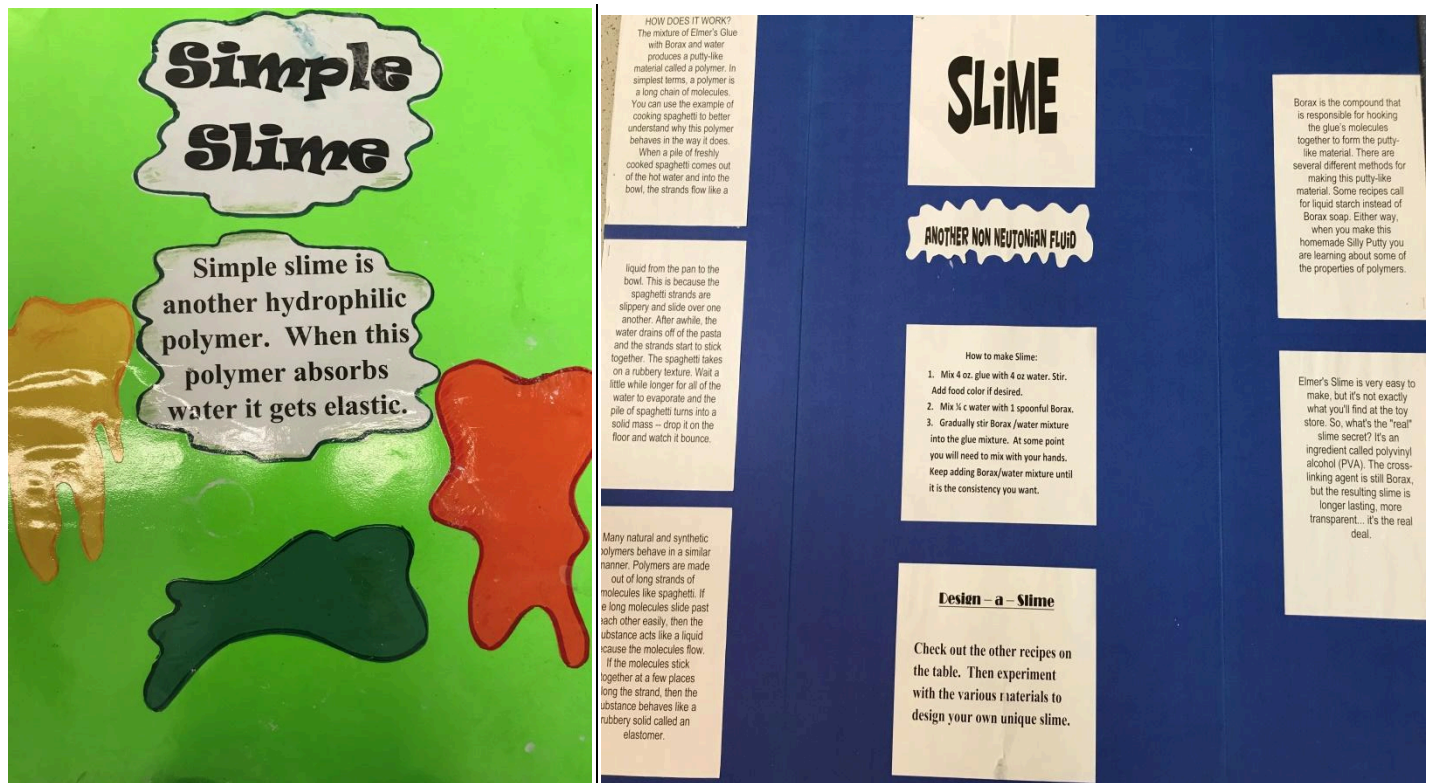 Simple
Slime
Simple slime is
another hydrophilic
polymer. When this
polymer absorbs
water it gets elastic.
HOW DOES IT WORK?
The mixture of Elmer's Glue
with Borax and water
produces a putty-like
material called a polymer. In
simplest terms, a polymer is
a long chain of molecules.
You can use the example of
cooking spaghetti to better
understand why this polymer
behaves in the way it does.
When a pile of freshly
cooked spaghetti comes out
of the hot water and into the
bowl, the strands flow like a
liquid from the pan to the
bowl. This is because the
spaghetti strands are
slippery and slide over one
another. After awhile, the
water drains off of the pasta
and the strands start to stick
together. The spaghetti takes
on a rubbery texture. Wait a
little while longer for all of the
water to evaporate and the
pile of spaghetti turns into a
solid mass -- drop it on the
floor and watch it bounce.
Many natural and synthetic
polymers behave in a similar
manner. Polymers are made
out of long strands of
molecules like spaghetti. If
e long molecules slide past
each other easily, then the
ubstance acts like a liquid
ecause the molecules flow.
If the molecules stick
together at a few places
long the strand, then the
ubstance behaves like a
rubbery solid called an
elastomer.
SLiME
ANOTHER NON NEUTONiAN FLUiD
How to make Slime:
1. Mix 4 oz. glue with 4 oz water. Stir.
Add food color if desired.
2. Mix ¼ c water with 1 spoonful Borax.
3. Gradually stir Borax /water mixture
into the glue mixture. At some point
you will need to mix with your hands.
Keep adding Borax/water mixture until
it is the consistency you want.
Design – a – Slime
Check out the other recipes on
the table. Then experiment
with the various materials to
design your own unique slime.
Borax is the compound that
is responsible for hooking
the glue's molecules
together to form the putty-
like material. There are
several different methods for
making this putty-like
material. Some recipes call
for liquid starch instead of
Borax soap. Either way,
when you make this
homemade Silly Putty you
are learning about some of
the properties of polymers.
Elmer's Slime is very easy to
make, but it's not exactly
what you'll find at the toy
store. So, what's the "real"
slime secret? It's an
ingredient called polyvinyl
alcohol (PVA). The cross-
linking agent is still Borax,
but the resulting slime is
longer lasting, more
transparent... it's the real
deal.